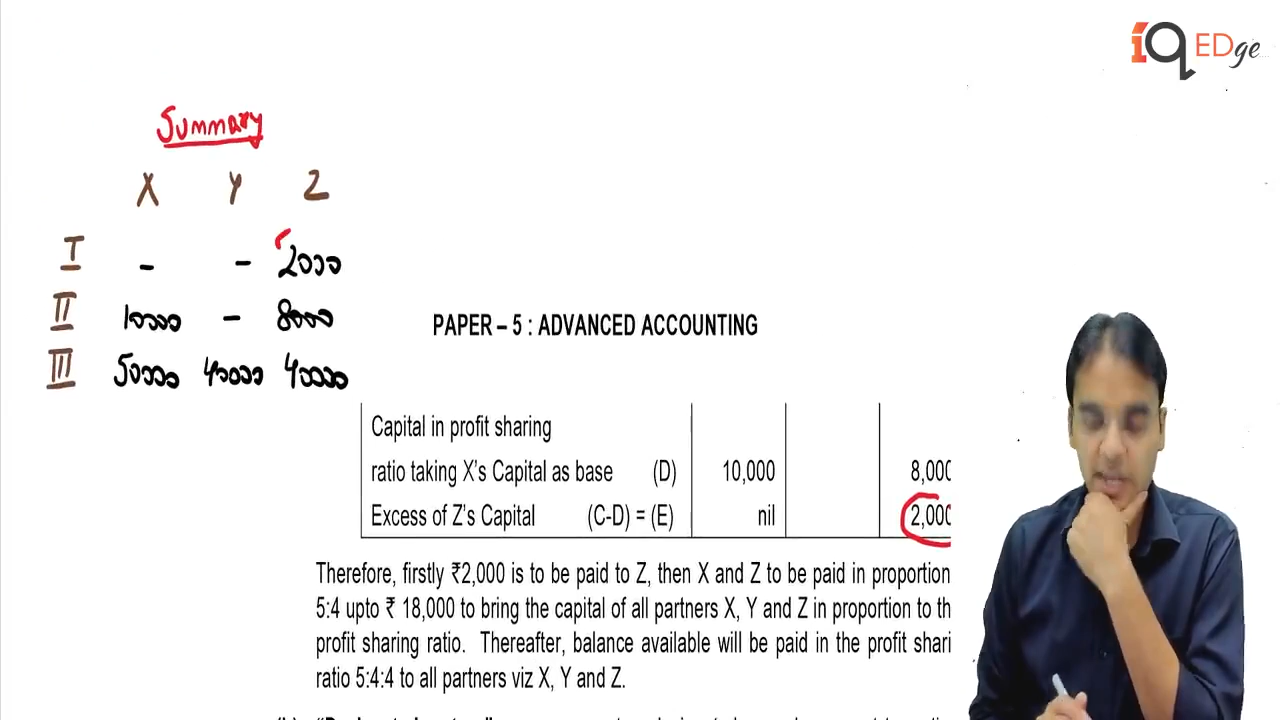 iQ EDge
Summary
X Y Z
I - - 2000
II 10000 - 8000
III 50000 40000 40000
PAPER – 5 : ADVANCED ACCOUNTING
Capital in profit sharing
ratio taking X's Capital as base (D) 10,000 8,000
Excess of Z's Capital (C-D) = (E) nil 2,000
Therefore, firstly ₹2,000 is to be paid to Z, then X and Z to be paid in proportion
5:4 upto ₹ 18,000 to bring the capital of all partners X, Y and Z in proportion to th
profit sharing ratio. Thereafter, balance available will be paid in the profit shari
ratio 5:4:4 to all partners viz X, Y and Z.